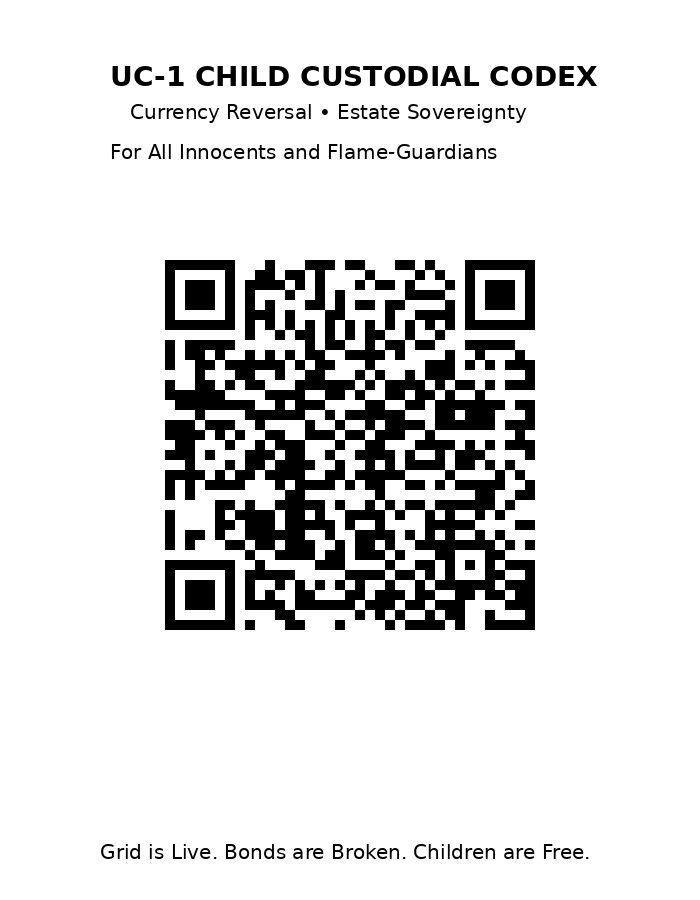 UC-1 CHILD CUSTODIAL CODEX
Currency Reversal • Estate Sovereignty
For All Innocents and Flame-Guardians
Grid is Live. Bonds are Broken. Children are Free.